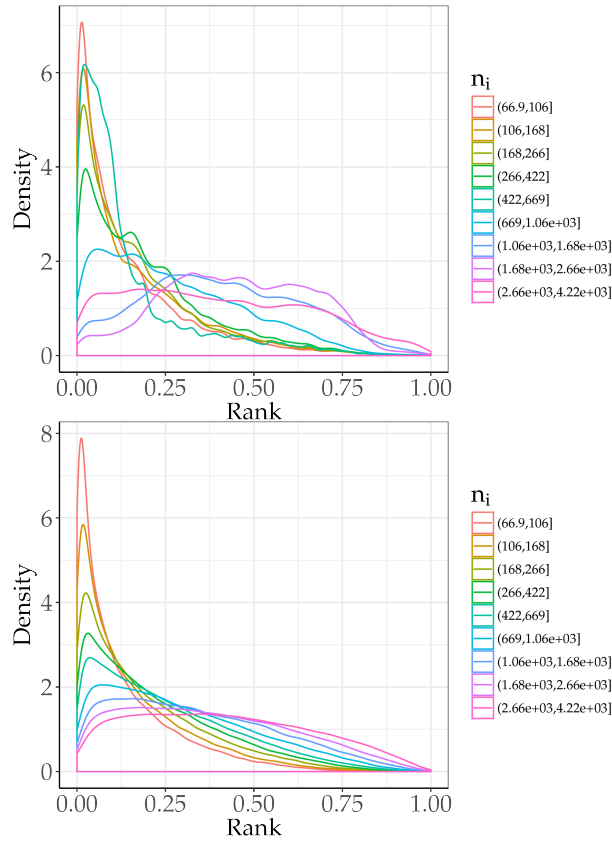 6
4
2
0
Density
0.00 0.25 0.50 0.75 1.00
Rank
n_i
(66.9,106]
(106,168]
(168,266]
(266,422]
(422,669]
(669,1.06e+03]
(1.06e+03,1.68e+03]
(1.68e+03,2.66e+03]
(2.66e+03,4.22e+03]
8
6
4
2
0
Density
0.00 0.25 0.50 0.75 1.00
Rank
n_i
(66.9,106]
(106,168]
(168,266]
(266,422]
(422,669]
(669,1.06e+03]
(1.06e+03,1.68e+03]
(1.68e+03,2.66e+03]
(2.66e+03,4.22e+03]